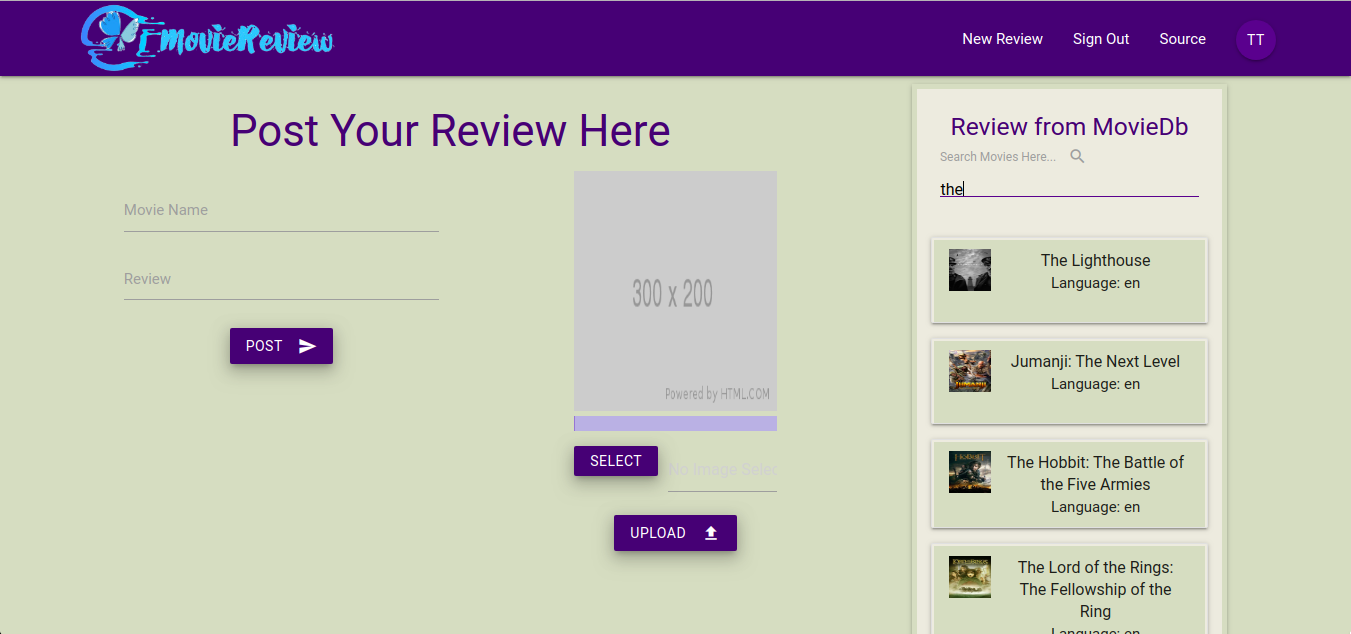 EMovieReview
New Review
Sign Out
Source
TT
Post Your Review Here
Movie Name
Review
POST
300 x 200
Powered by HTML.COM
SELECT
No Image Selec
UPLOAD
Review from MovieDb
Search Movies Here...
the
The Lighthouse
Language: en
Jumanji: The Next Level
Language: en
The Hobbit: The Battle of
the Five Armies
Language: en
The Lord of the Rings:
The Fellowship of the
Ring
Language: en